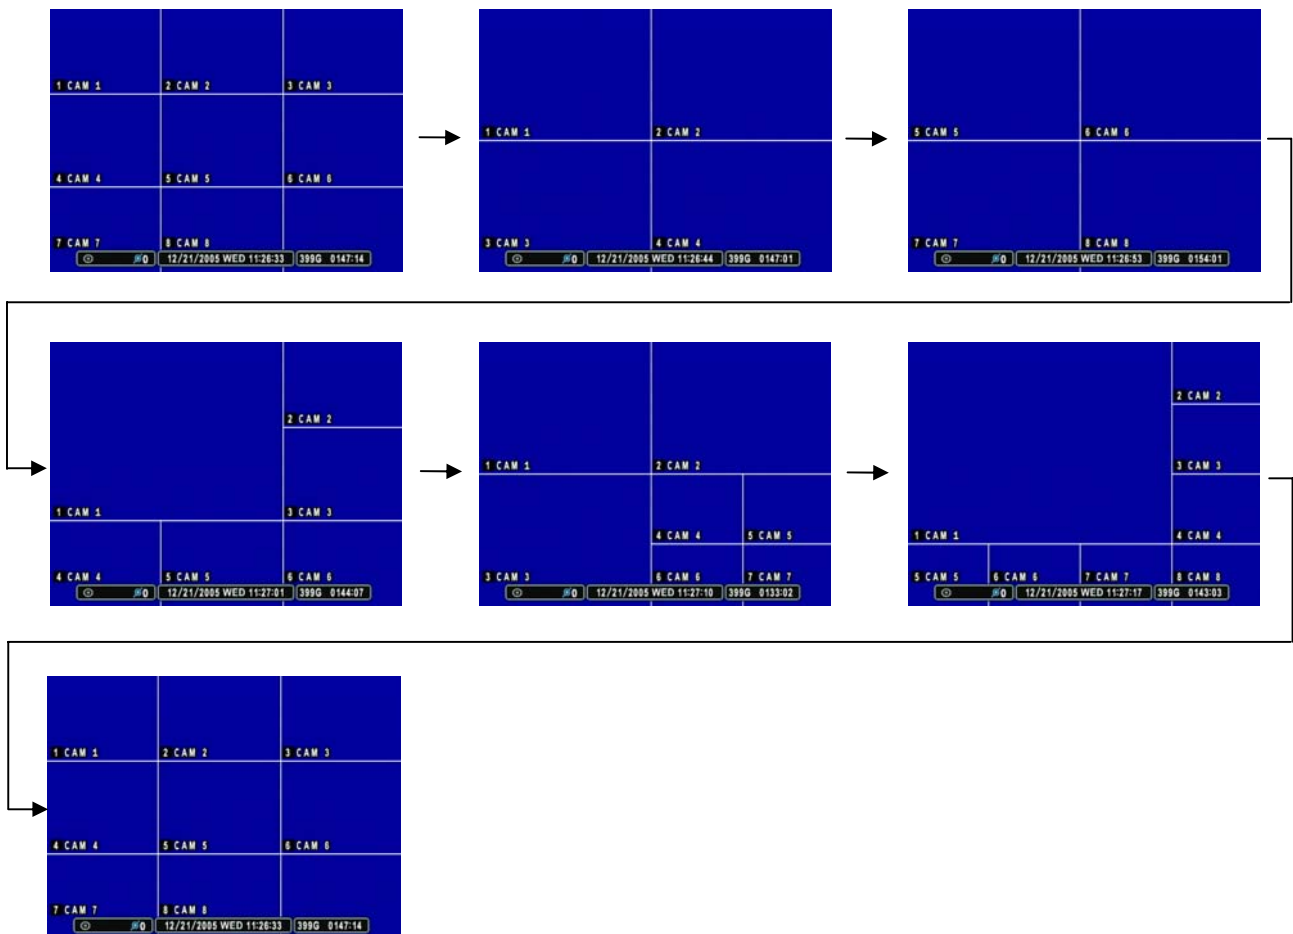 1 CAM 1 2 CAM 2 3 CAM 3
4 CAM 4 5 CAM 5 6 CAM 6
7 CAM 7 8 CAM 8
0 12/21/2005 WED 11:26:33 399G 0147:14
1 CAM 1 2 CAM 2
3 CAM 3 4 CAM 4
0 12/21/2005 WED 11:26:44 399G 0147:01
5 CAM 5 6 CAM 6
7 CAM 7 8 CAM 8
0 12/21/2005 WED 11:26:53 399G 0154:01
2 CAM 2
1 CAM 1 3 CAM 3
4 CAM 4 5 CAM 5 6 CAM 6
0 12/21/2005 WED 11:27:01 399G 0144:07
1 CAM 1 2 CAM 2
4 CAM 4 5 CAM 5
3 CAM 3 6 CAM 6 7 CAM 7
0 12/21/2005 WED 11:27:10 399G 0133:02
2 CAM 2
3 CAM 3
1 CAM 1 4 CAM 4
5 CAM 5 6 CAM 6 7 CAM 7 8 CAM 8
0 12/21/2005 WED 11:27:17 399G 0143:03
1 CAM 1 2 CAM 2 3 CAM 3
4 CAM 4 5 CAM 5 6 CAM 6
7 CAM 7 8 CAM 8
0 12/21/2005 WED 11:26:33 399G 0147:14